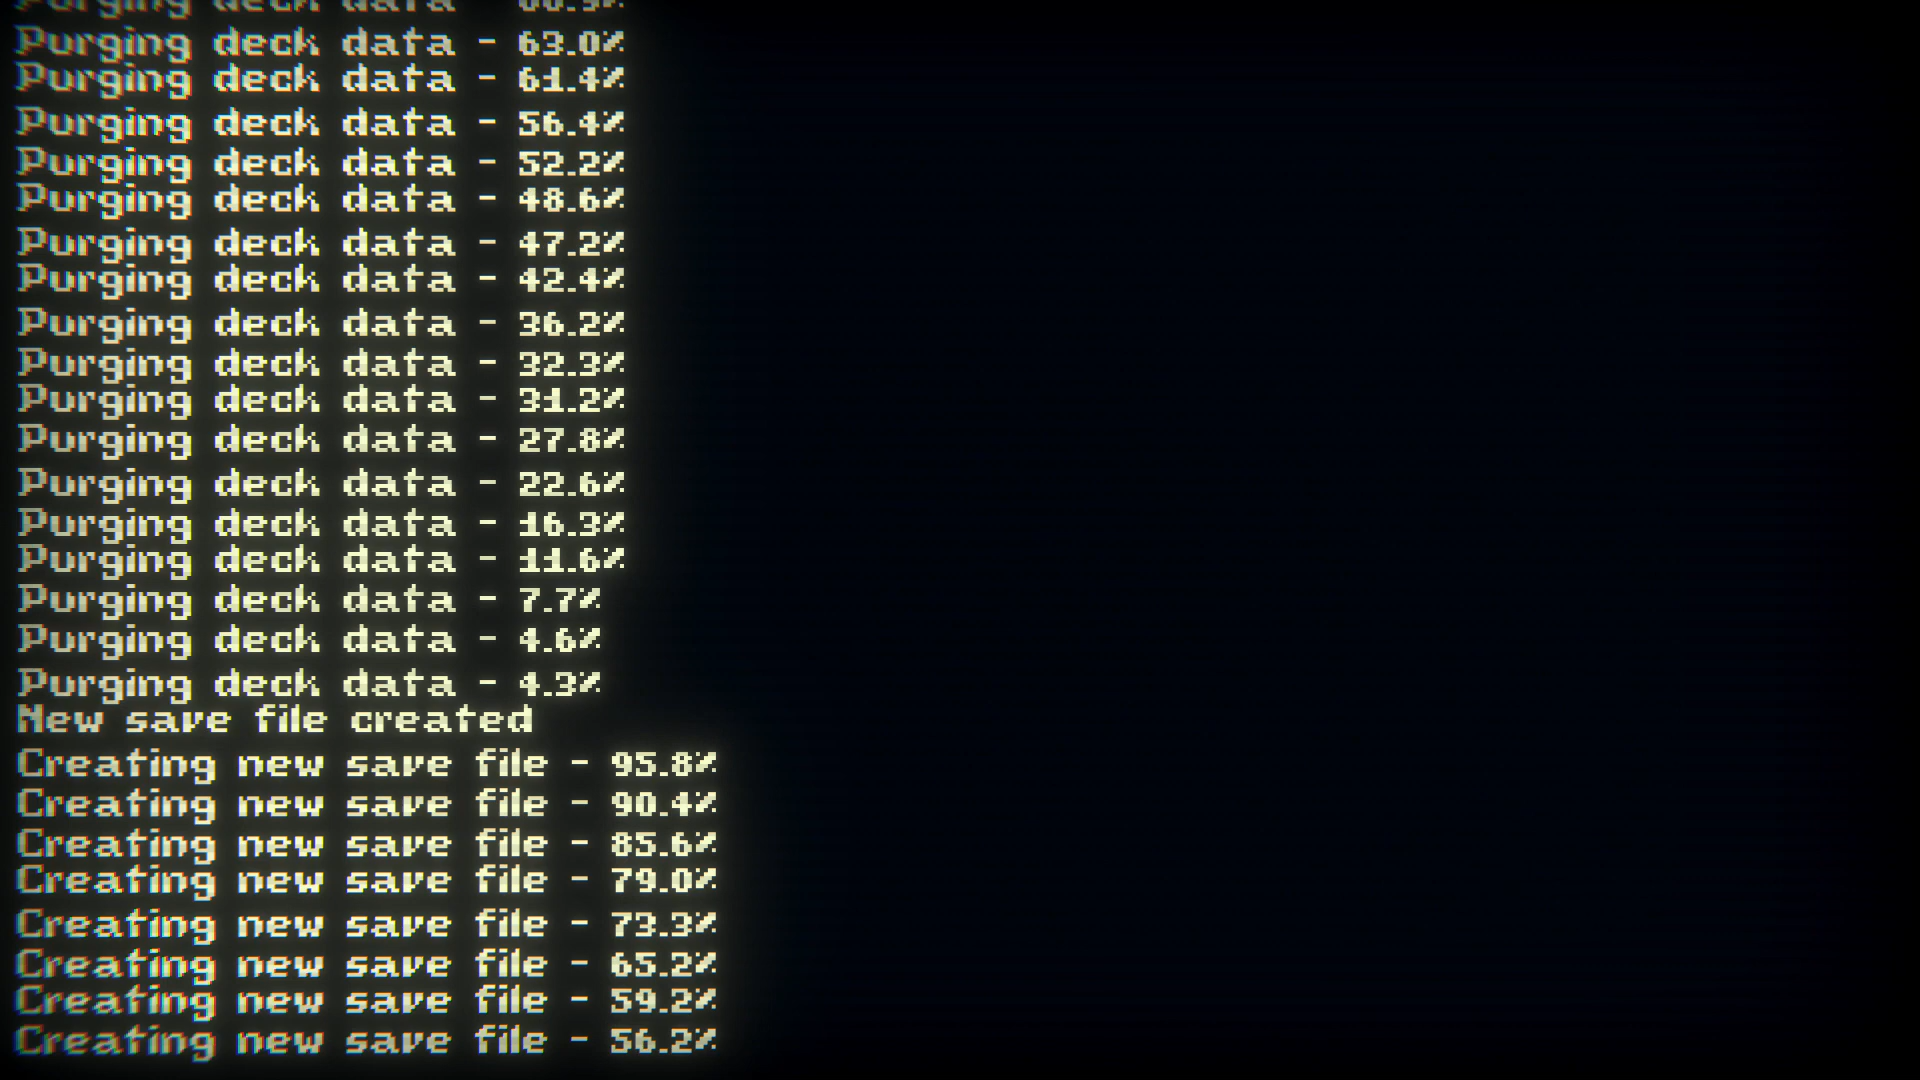 Purging deck data -
Purging deck data - 63.0%
Purging deck data - 61.4%
Purging deck data - 56.4%
Purging deck data - 52.2%
Purging deck data - 48.6%
Purging deck data - 47.2%
Purging deck data - 42.4%
Purging deck data - 36.2%
Purging deck data - 32.3%
Purging deck data - 31.2%
Purging deck data - 27.8%
Purging deck data - 22.6%
Purging deck data - 16.3%
Purging deck data - 11.6%
Purging deck data - 7.7%
Purging deck data - 4.6%
Purging deck data - 4.3%
New save file created
Creating new save file - 95.8%
Creating new save file - 90.4%
Creating new save file - 85.6%
Creating new save file - 79.0%
Creating new save file - 73.3%
Creating new save file - 65.2%
Creating new save file - 59.2%
Creating new save file - 56.2%